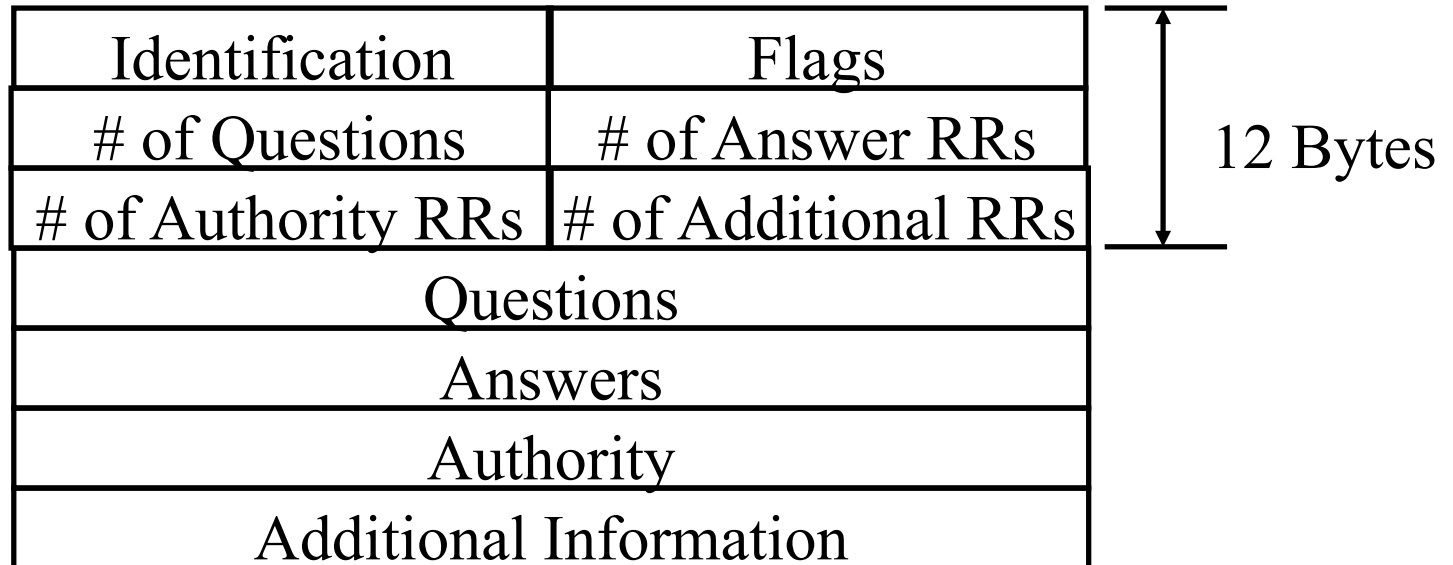 Identification Flags
# of Questions # of Answer RRs
12 Bytes
# of Authority RRs # of Additional RRs
Questions
Answers
Authority
Additional Information